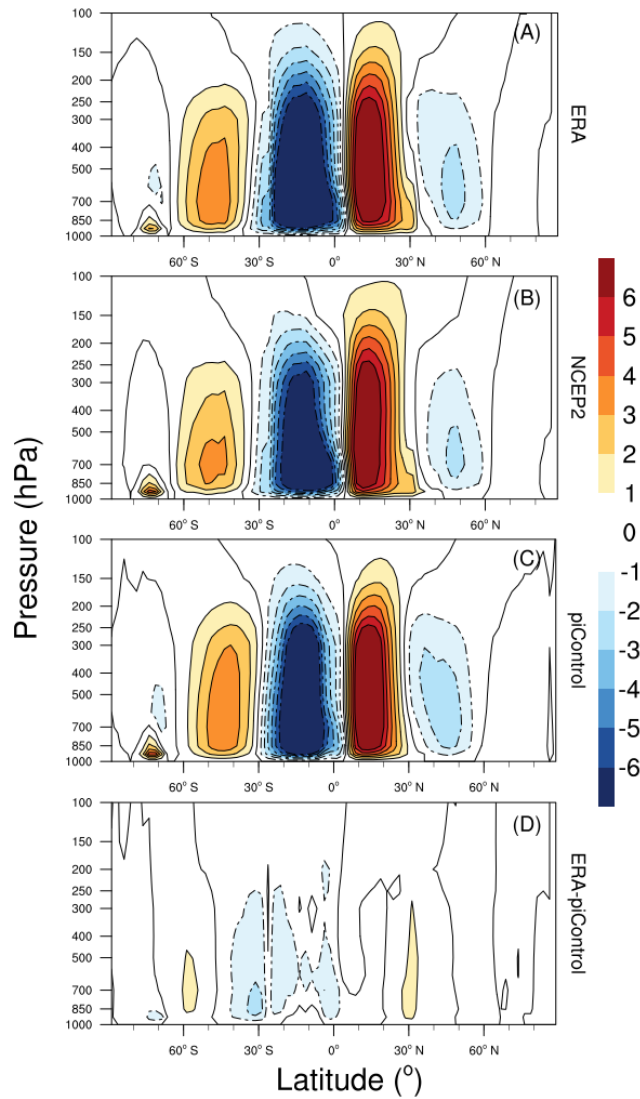 (A)
100
150
200
250
300
500
700
850
1000
60° S
30° S
0°
30° N
60° N
ERA
(B)
100
150
200
250
300
500
700
850
1000
60° S
30° S
0°
30° N
60° N
NCEP2
(C)
100
150
200
250
300
500
700
850
1000
60° S
30° S
0°
30° N
60° N
piControl
(D)
100
150
200
250
300
500
700
850
1000
60° S
30° S
0°
30° N
60° N
ERA-piControl
Pressure (hPa)
Latitude (°)
6
5
4
3
2
1
0
-1
-2
-3
-4
-5
-6